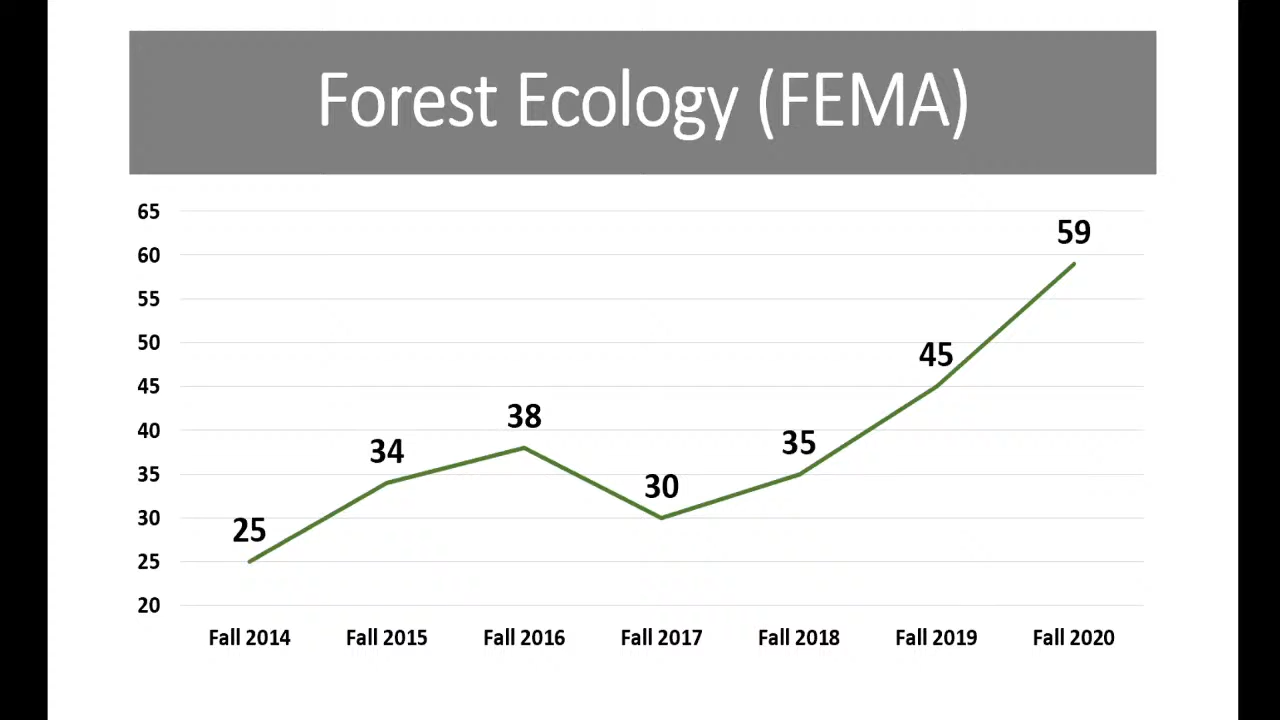 Forest Ecology (FEMA)
65
60
55
50
45
40
35
30
25
20
25
34
38
30
35
45
59
Fall 2014
Fall 2015
Fall 2016
Fall 2017
Fall 2018
Fall 2019
Fall 2020